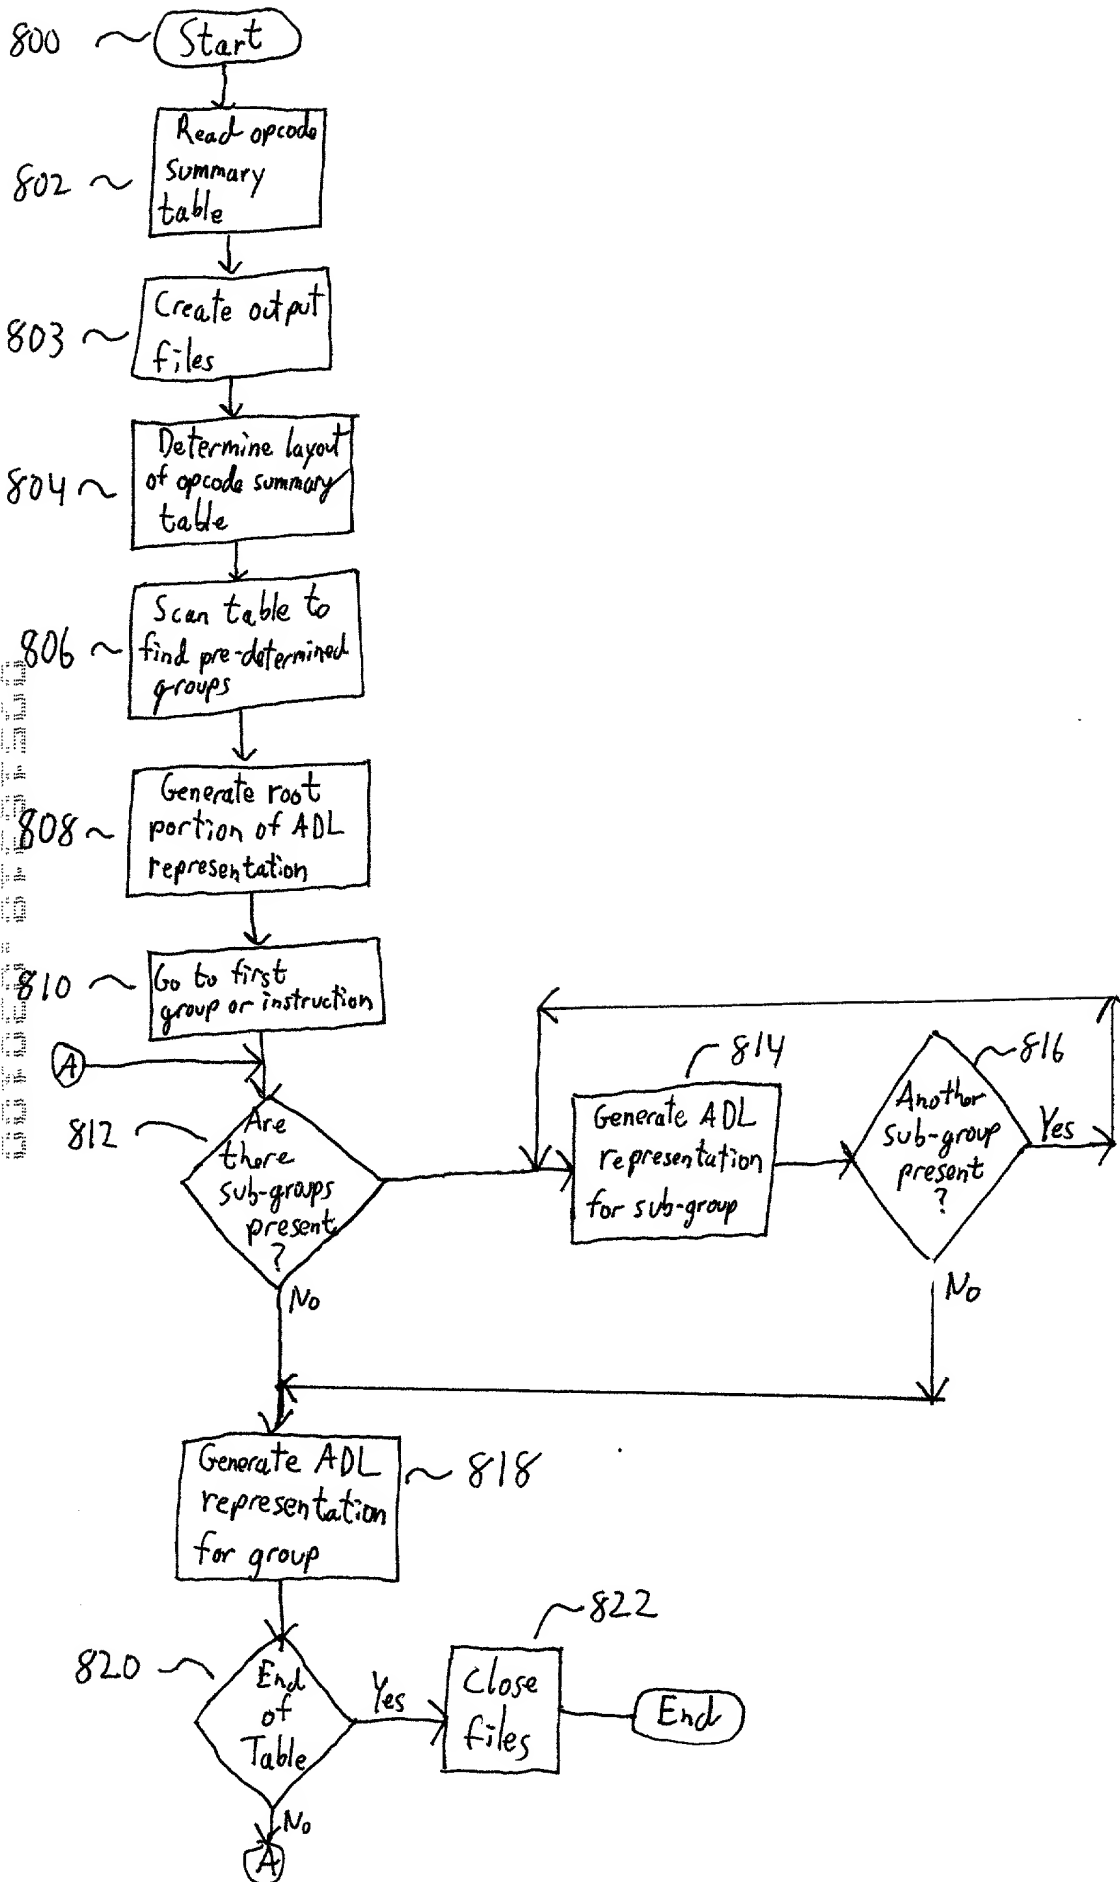 800
Start
802
Read opcode
summary
table
803
Create output
files
804
Determine layout
of opcode summary
table
806
Scan table to
find pre-determined
groups
808
Generate root
portion of ADL
representation
810
Go to first
group or instruction
A
812
Are
there
sub-groups
present
?
No
814
Generate ADL
representation
for sub-group
816
Another
sub-group
present
?
Yes
No
Generate ADL
representation
for group
818
820
End
of
Table
Yes
822
Close
files
End
No
A